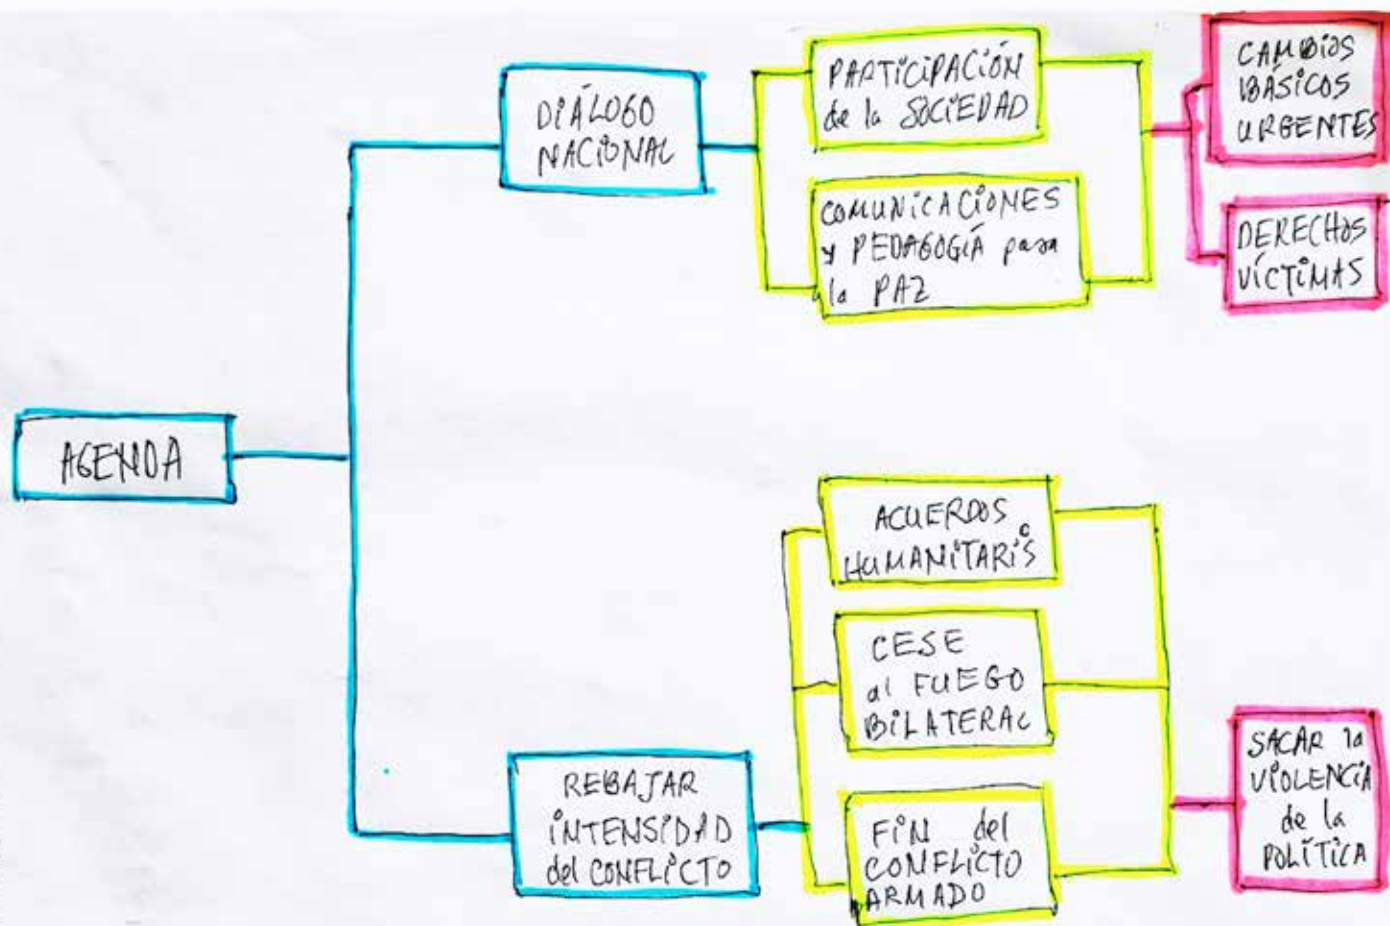 AGENDA
DIÁLOGO
NACIONAL
PARTICIPACIÓN
de la SOCIEDAD
COMUNICACIONES
y PEDAGOGÍA para
la PAZ
CAMBIOS
BÁSICOS
URGENTES
DERECHOS
VÍCTIMAS
REBAJAR
INTENSIDAD
del CONFLICTO
ACUERDOS
HUMANITARIOS
CESE
al FUEGO
BILATERAL
FIN del
CONFLICTO
ARMADO
SACAR la
VIOLENCIA
de la
POLÍTICA